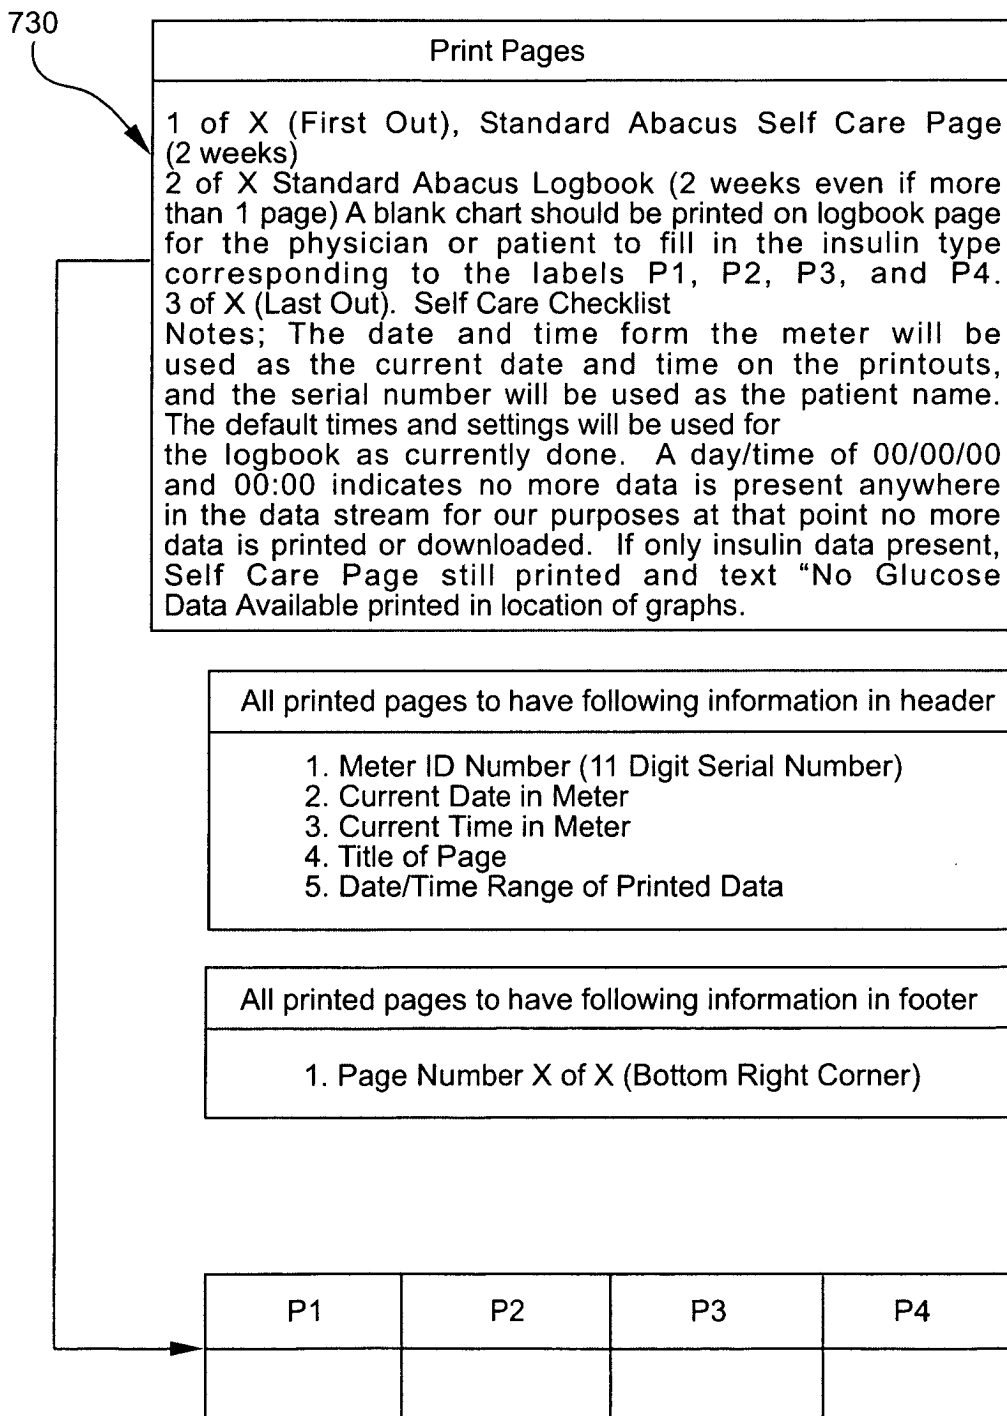 730
Print Pages
1 of X (First Out), Standard Abacus Self Care Page
(2 weeks)
2 of X Standard Abacus Logbook (2 weeks even if more
than 1 page) A blank chart should be printed on logbook page
for the physician or patient to fill in the insulin type
corresponding to the labels P1, P2, P3, and P4.
3 of X (Last Out). Self Care Checklist
Notes; The date and time form the meter will be
used as the current date and time on the printouts,
and the serial number will be used as the patient name.
The default times and settings will be used for
the logbook as currently done. A day/time of 00/00/00
and 00:00 indicates no more data is present anywhere
in the data stream for our purposes at that point no more
data is printed or downloaded. If only insulin data present,
Self Care Page still printed and text “No Glucose
Data Available printed in location of graphs.
All printed pages to have following information in header
1. Meter ID Number (11 Digit Serial Number)
2. Current Date in Meter
3. Current Time in Meter
4. Title of Page
5. Date/Time Range of Printed Data
All printed pages to have following information in footer
1. Page Number X of X (Bottom Right Corner)
P1 P2 P3 P4